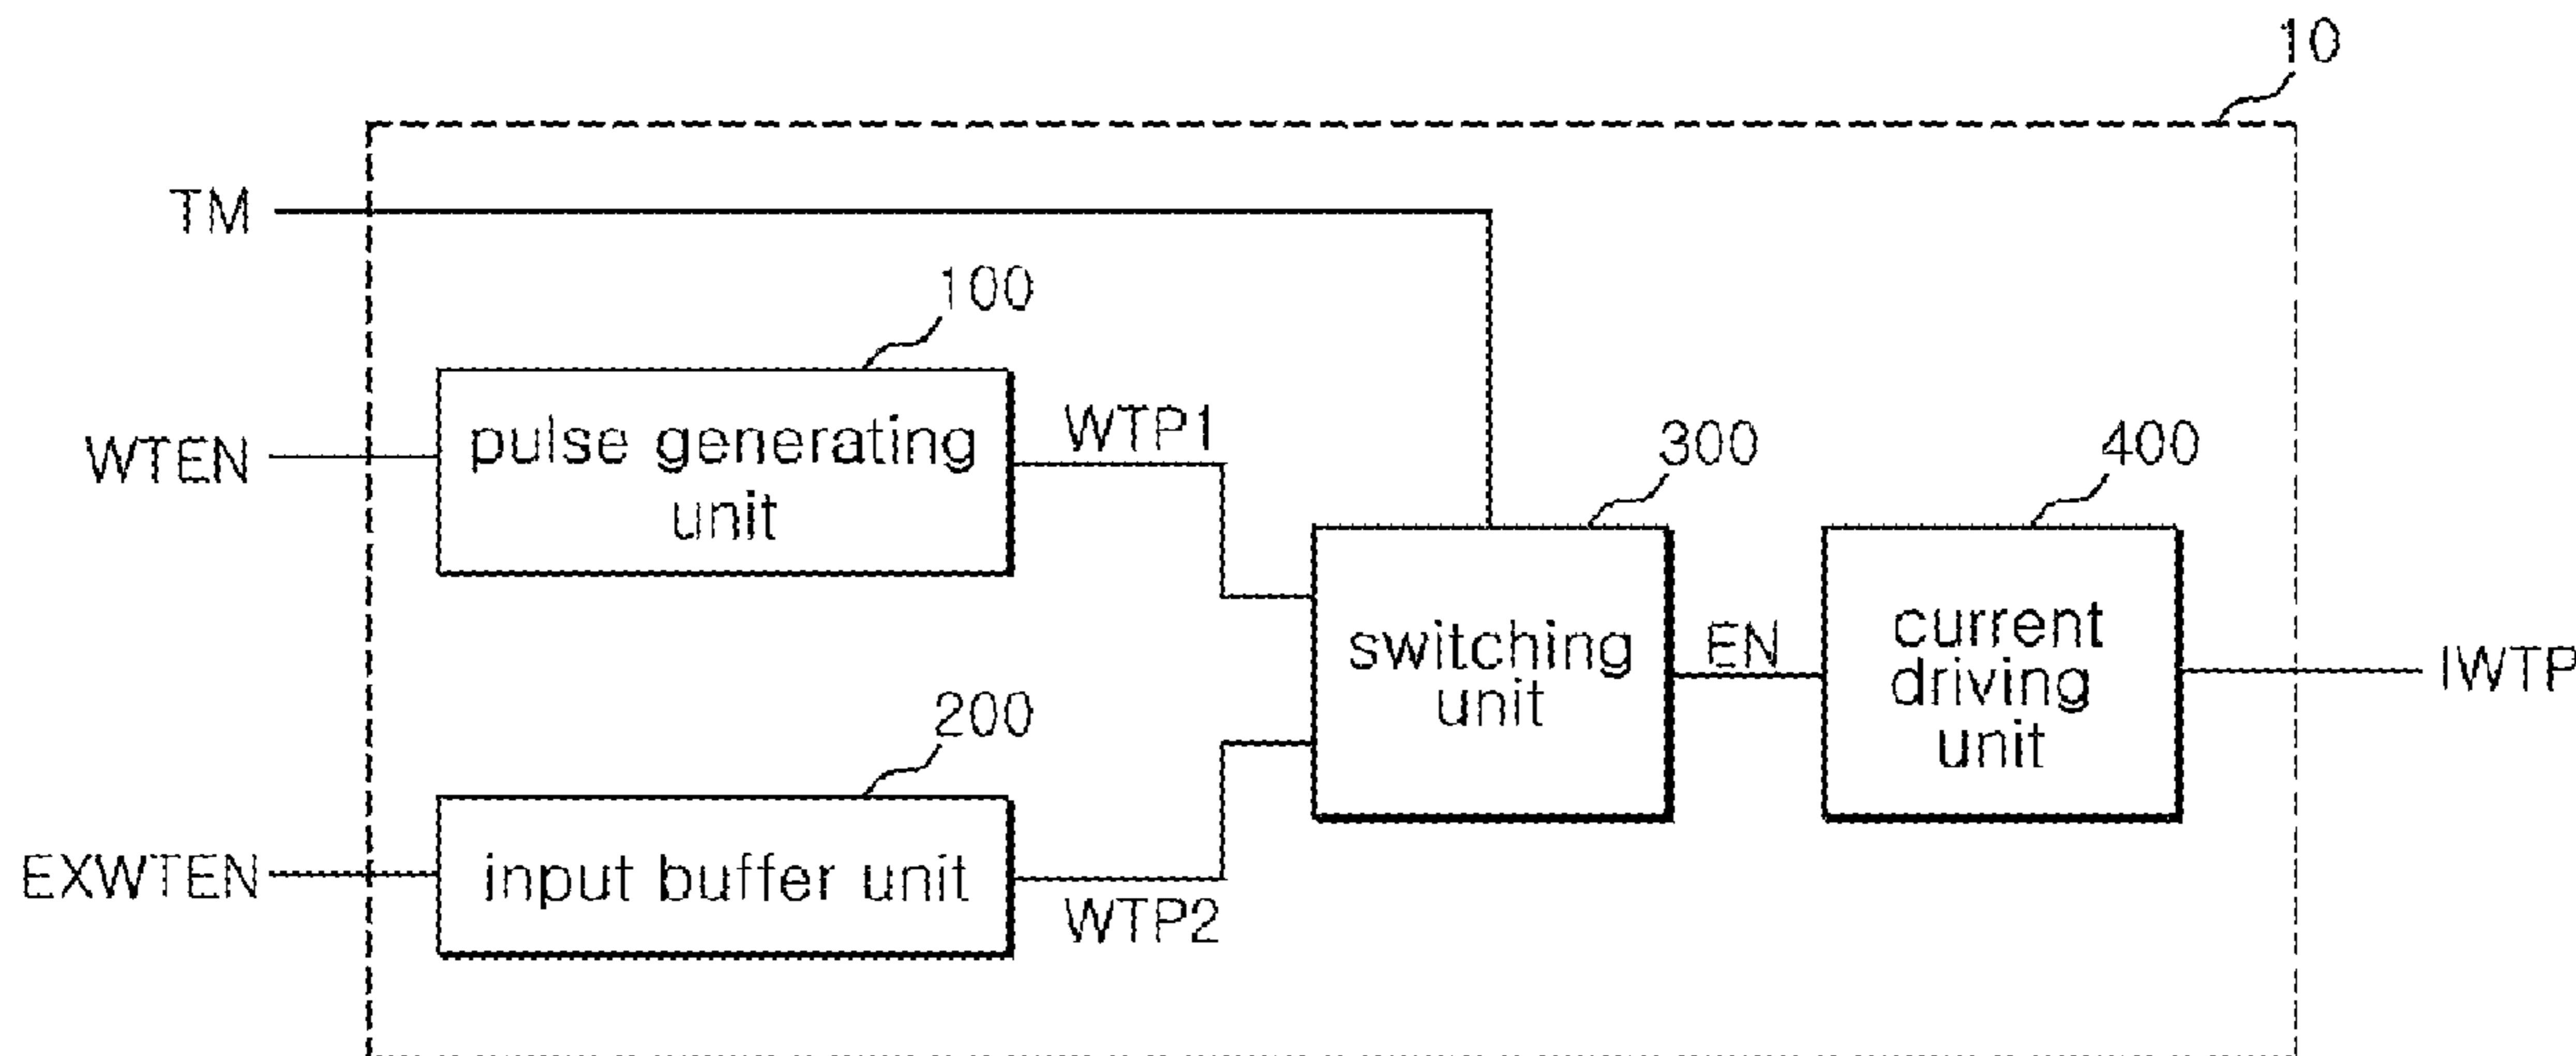 10
TM
100
WTEN
pulse generating
unit
WTP1
300
400
switching
unit
EN
current
driving
unit
IWTP
200
EXWTEN
input buffer unit
WTP2